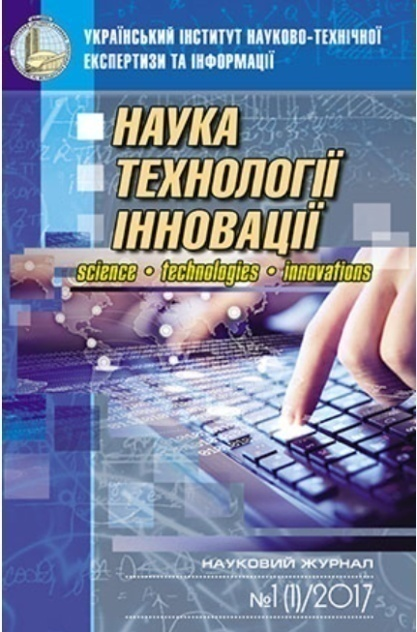 УКРАЇНСЬКИЙ ІНСТИТУТ НАУКОВО-ТЕХНІЧНОЇ
ЕКСПЕРТИЗИ ТА ІНФОРМАЦІЇ
НАУКА
ТЕХНОЛОГІЇ
ІННОВАЦІЇ
science • technologies • innovations
НАУКОВИЙ ЖУРНАЛ
№1 (1)/2017